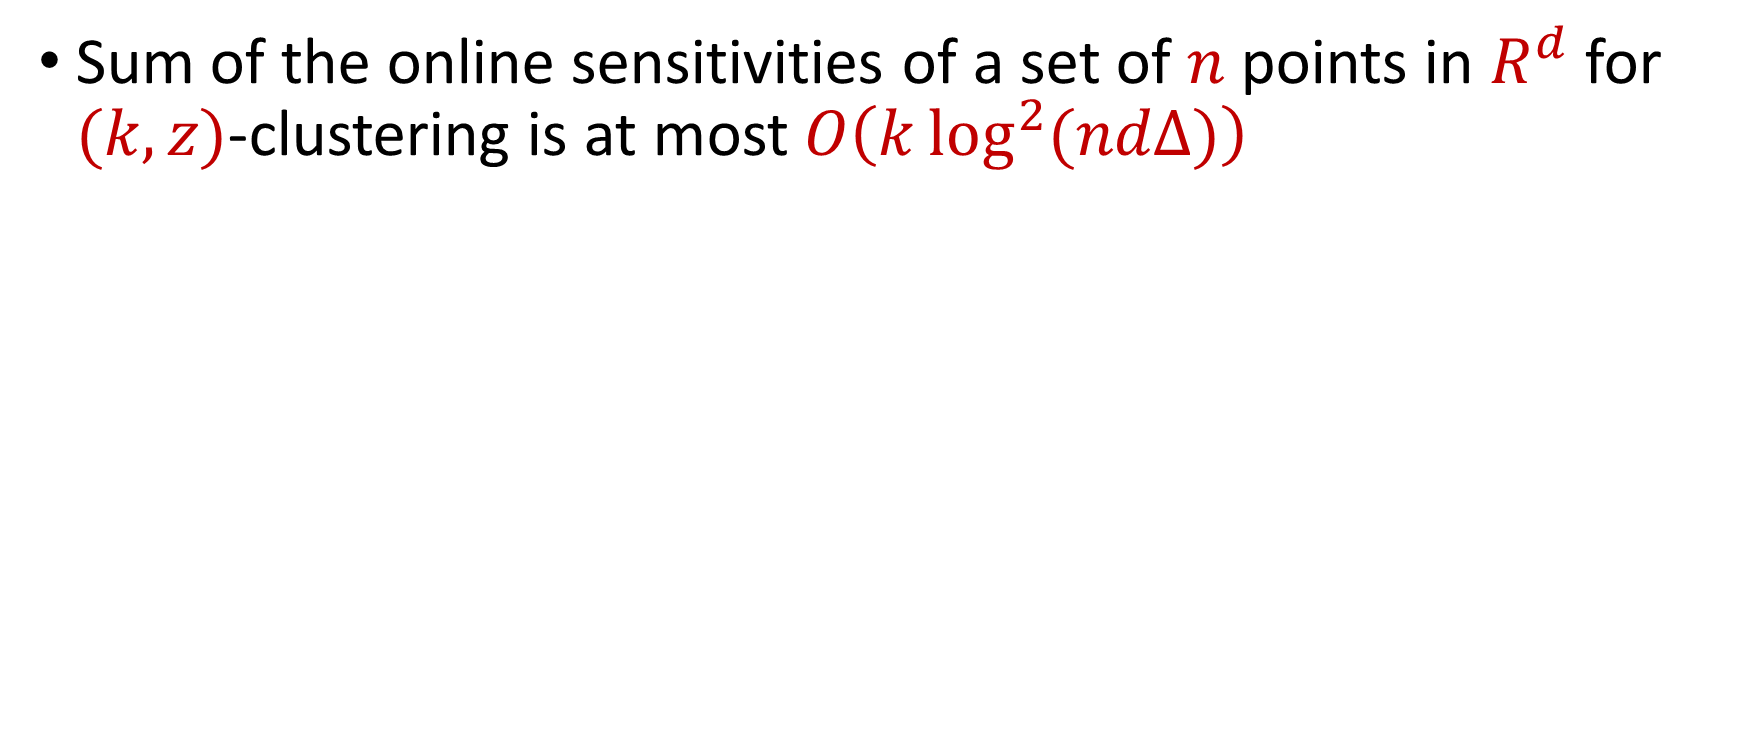 • Sum of the online sensitivities of a set of n points in R^d for
(k, z)-clustering is at most O(k log²(ndΔ))